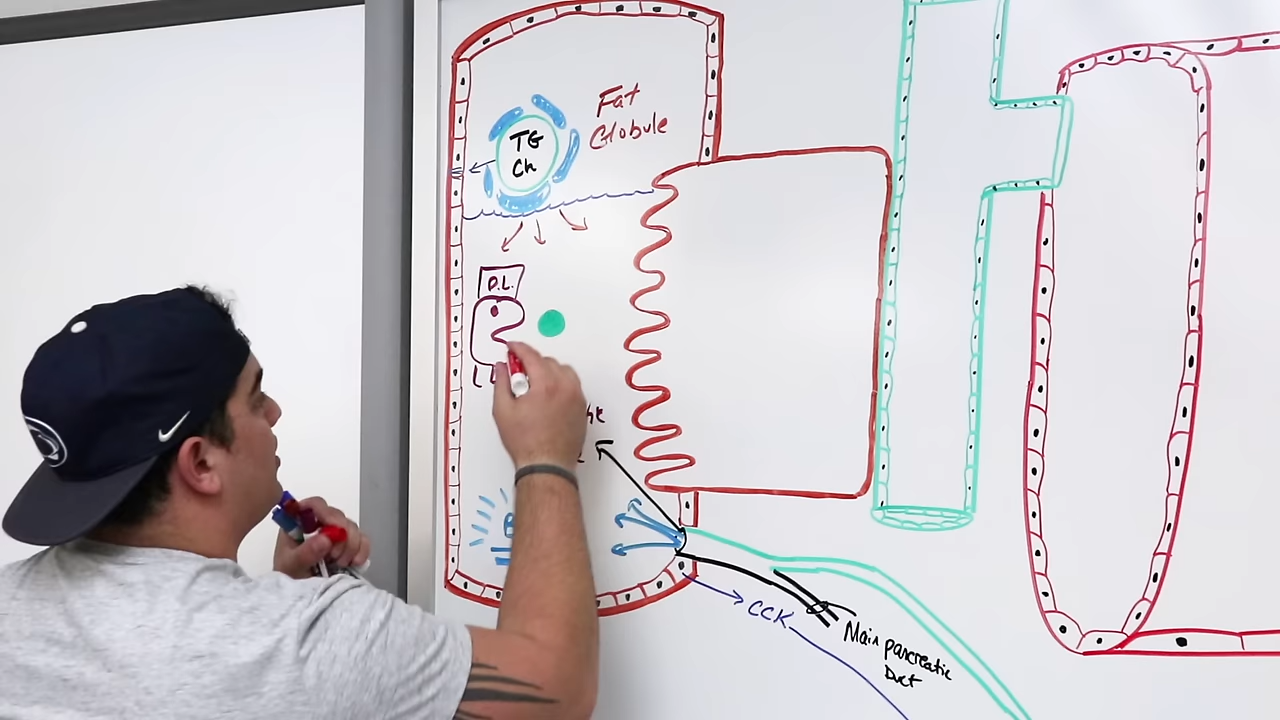 Fat
Globule
TG
Ch
P.L.
CCK
Main pancreatic
Duct